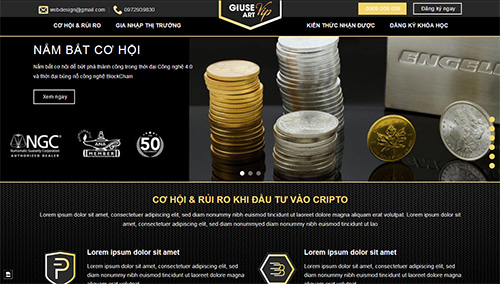 webdesign@gmail.com 0972939830
GIUSE
ART Vip
0909 009 009 Đăng ký ngay
CƠ HỘI & RỦI RO GIA NHẬP THỊ TRƯỜNG KIẾN THỨC NHẬN ĐƯỢC ĐĂNG KÝ KHÓA HỌC
NẮM BẮT CƠ HỘI
Nắm bắt cơ hội để bứt phá thành công trong thời đại Công nghệ 4.0
và thời đại bùng nổ công nghệ BlockChain
Xem ngay
ENGEL
NGC
Numismatic Guaranty Corporation
AUTHORIZED DEALER
ANA
MEMBER
50
CƠ HỘI & RỦI RO KHI ĐẦU TƯ VÀO CRIPTO
Lorem ipsum dolor sit amet, consectetuer adipiscing elit, sed diam nonummy nibh euismod tincidunt ut laoreet dolore magna aliquam erat volutpat. Lorem ipsum dolor sit amet, consectetuer adipiscing elit, sed diam nonummyed diam nonummy nibh euismod tincidunt ut lao
Lorem ipsum dolor sit amet
Lorem ipsum dolor sit amet, consectetuer
adipiscing elit, sed diam nonummy nibh
euismod tincidunt ut laoreet dolore magna
Lorem ipsum dolor sit amet
Lorem ipsum dolor sit amet, consectetuer
adipiscing elit, sed diam nonummy nibh
euismod tincidunt ut laoreet dolore magna